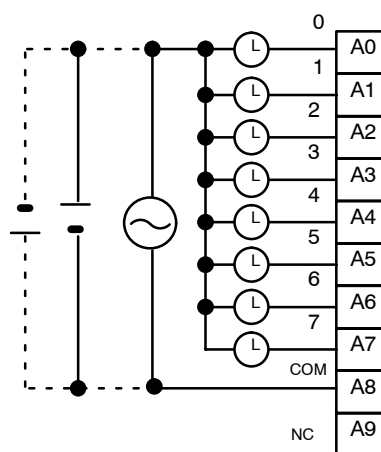 0
L A0
1
L A1
2
L A2
3
L A3
4
L A4
5
L A5
6
L A6
7
L A7
COM A8
NC A9